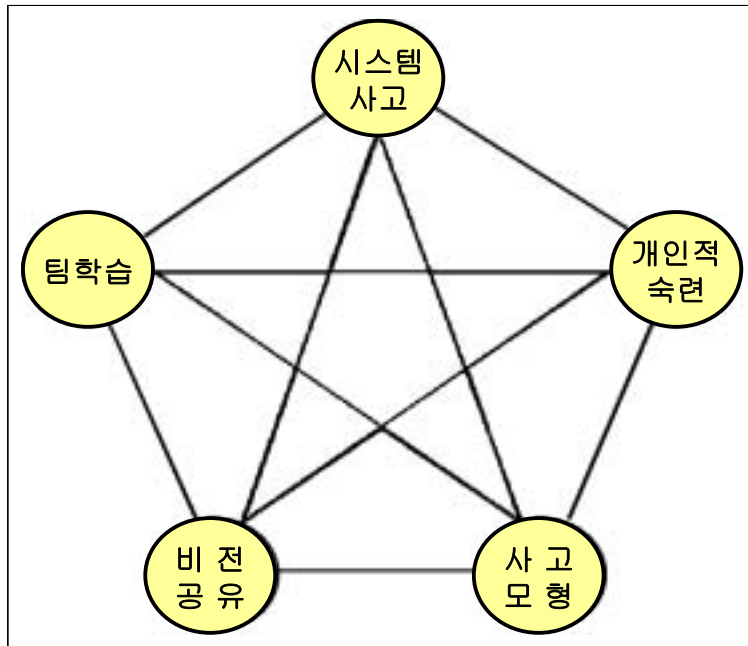 시스템
사고
팀학습
개인적
숙련
비 전
공 유
사 고
모 형